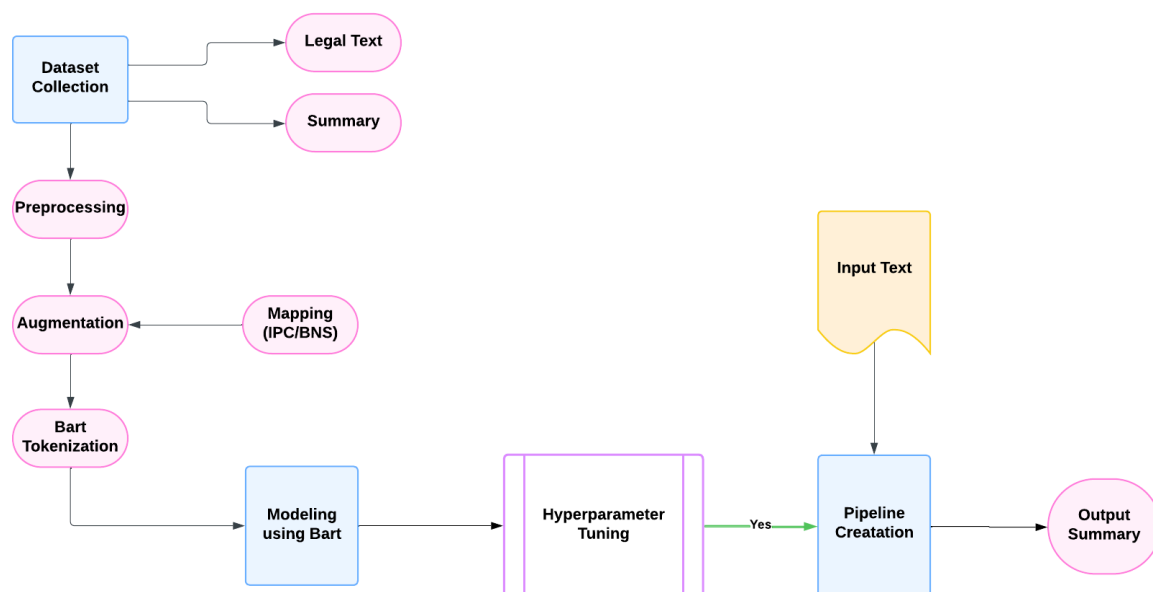 Legal Text
Dataset
Collection
Summary
Preprocessing
Augmentation
Mapping
(IPC/BNS)
Input Text
Bart
Tokenization
Modeling
using Bart
Hyperparameter
Tuning
Yes
Pipeline
Creatation
Output
Summary